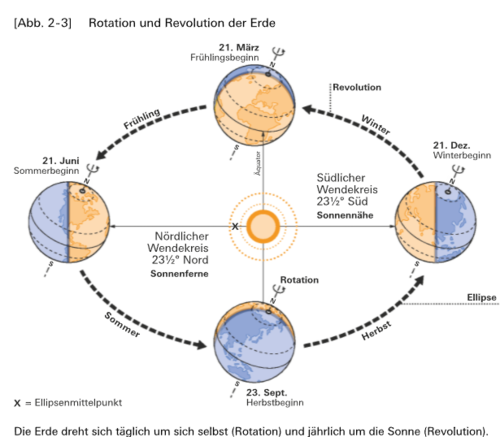 [Abb. 2-3] Rotation und Revolution der Erde
21. März
Frühlingsbeginn
N
S
Revolution
Frühling
Winter
21. Juni
Sommerbeginn
N
S
Äquator
21. Dez.
Winterbeginn
N
S
Südlicher
Wendekreis
23½° Süd
Sonnennähe
X
Nördlicher
Wendekreis
23½° Nord
Sonnenferne
Rotation
N
S
Ellipse
Sommer
Herbst
23. Sept.
Herbstbeginn
X = Ellipsenmittelpunkt
Die Erde dreht sich täglich um sich selbst (Rotation) und jährlich um die Sonne (Revolution).